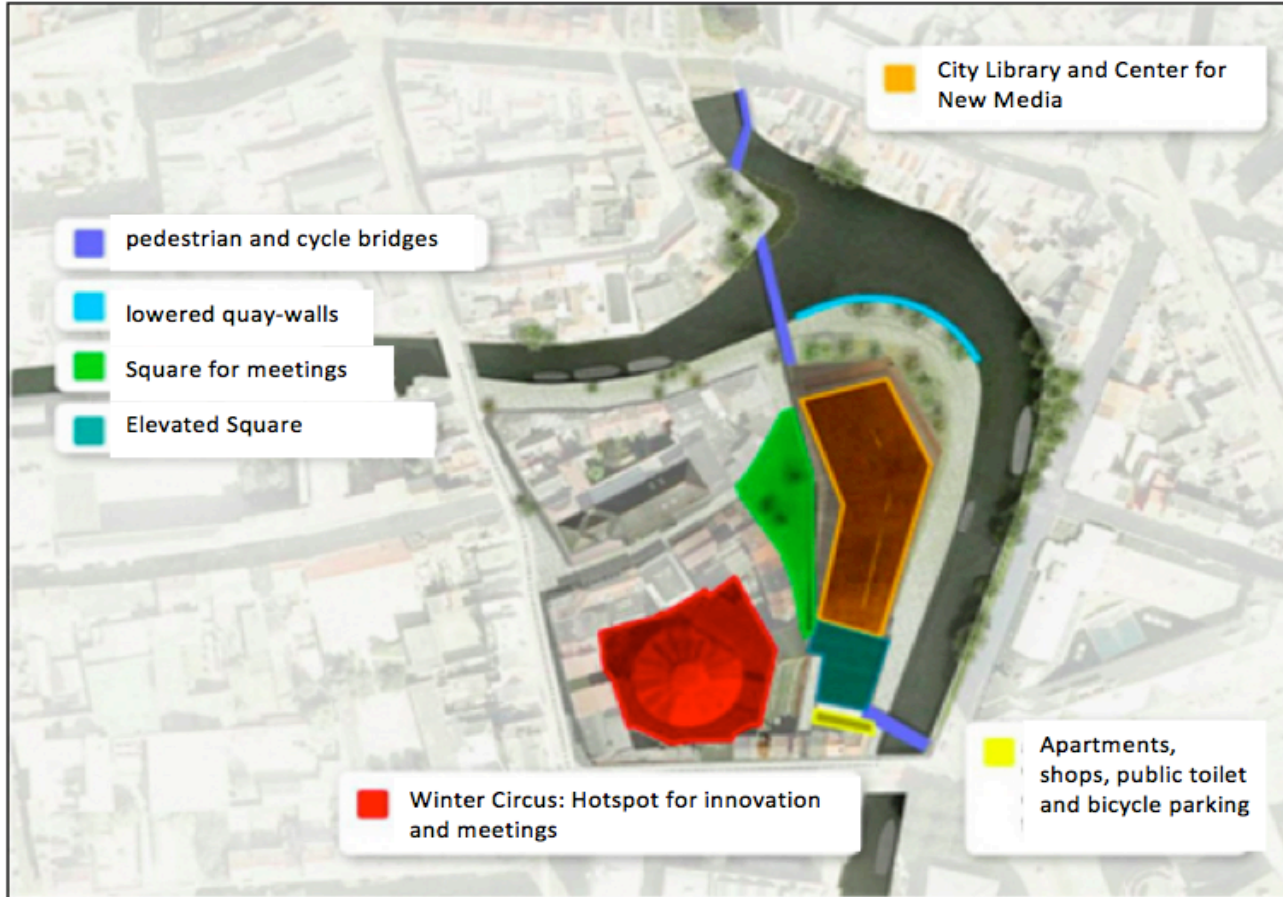 City Library and Center for
New Media
pedestrian and cycle bridges
lowered quay-walls
Square for meetings
Elevated Square
Apartments,
shops, public toilet
and bicycle parking
Winter Circus: Hotspot for innovation
and meetings